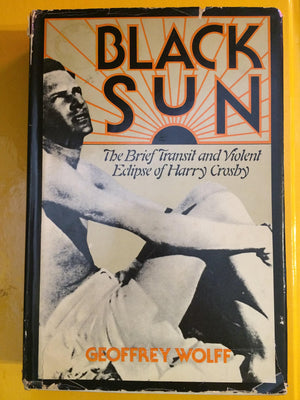 BLACK
SUN
The Brief Transit and Violent
Eclipse of Harry Crosby
GEOFFREY WOLFF